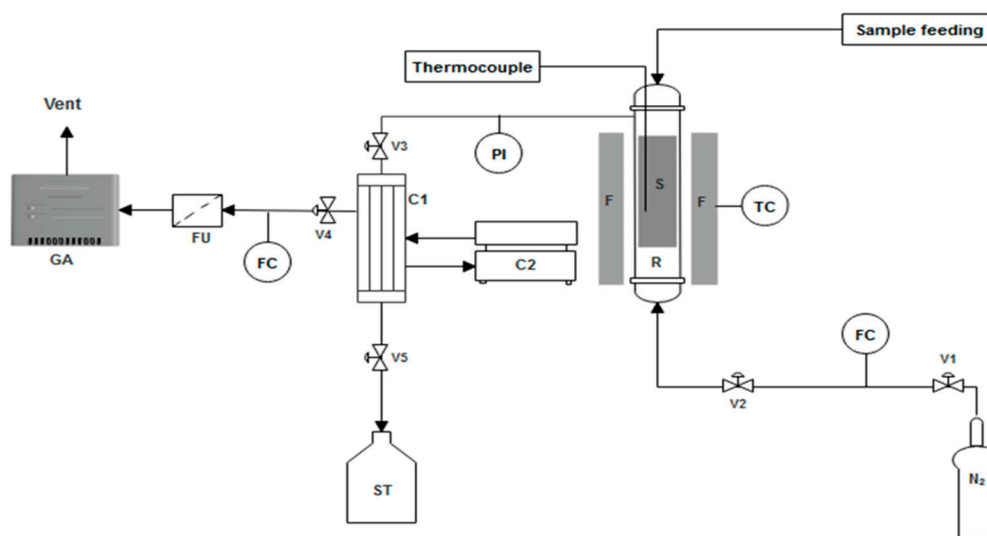 Sample feeding
Thermocouple
Vent
V3
PI
C1
S
F
F
TC
V4
FU
FC
GA
C2
R
V5
FC
V1
V2
ST
N₂